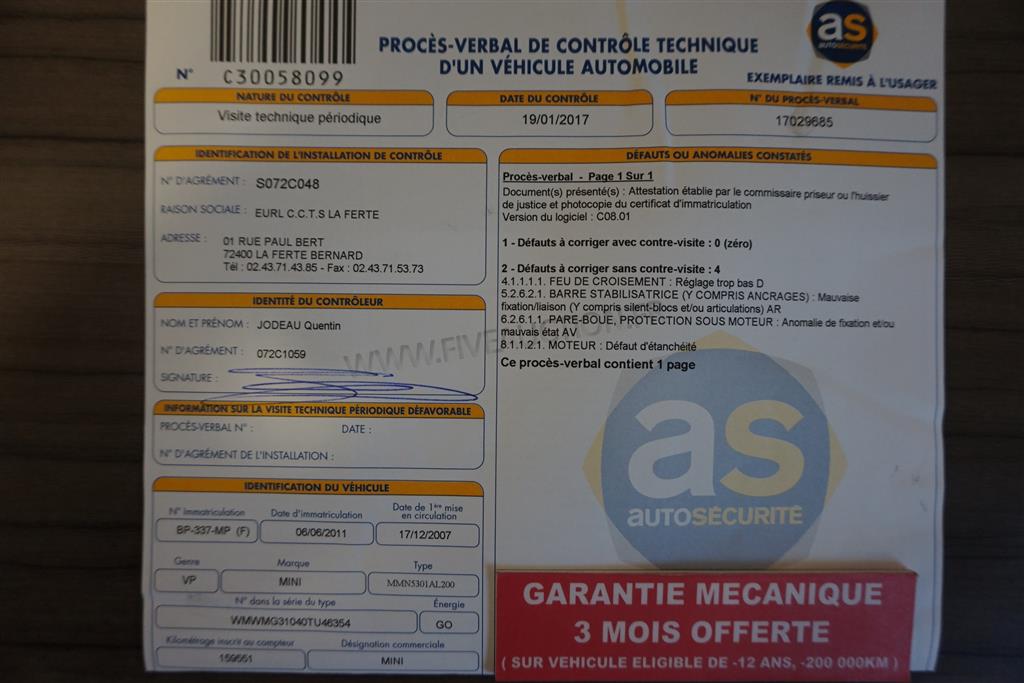 as
AUTOSÉCURITÉ
PROCÈS-VERBAL DE CONTRÔLE TECHNIQUE
D'UN VÉHICULE AUTOMOBILE
N° C30058099
EXEMPLAIRE REMIS À L'USAGER
NATURE DU CONTRÔLE
Visite technique périodique
DATE DU CONTRÔLE
19/01/2017
N° DU PROCÈS-VERBAL
17029685
IDENTIFICATION DE L'INSTALLATION DE CONTRÔLE
N° D'AGRÉMENT : S072C048
RAISON SOCIALE : EURL C.C.T.S LA FERTE
ADRESSE : 01 RUE PAUL BERT
72400 LA FERTE BERNARD
Tél : 02.43.71.43.85 - Fax : 02.43.71.53.73
IDENTITÉ DU CONTRÔLEUR
NOM ET PRÉNOM : JODEAU Quentin
N° D'AGRÉMENT : 072C1059
SIGNATURE :
INFORMATION SUR LA VISITE TECHNIQUE PÉRIODIQUE DÉFAVORABLE
PROCÈS-VERBAL N° : DATE :
N° D'AGRÉMENT DE L'INSTALLATION :
IDENTIFICATION DU VÉHICULE
N° Immatriculation
BP-337-MP (F)
Date d'immatriculation
06/06/2011
Date de 1ère mise
en circulation
17/12/2007
Genre
VP
Marque
MINI
Type
MMN5301AL200
N° dans la série du type
WMWMG31040TU46354
Énergie
GO
Kilométrage inscrit au compteur
159551
Désignation commerciale
MINI
DÉFAUTS OU ANOMALIES CONSTATÉS
Procès-verbal - Page 1 Sur 1
Document(s) présenté(s) : Attestation établie par le commissaire priseur ou l'huissier
de justice et photocopie du certificat d'immatriculation
Version du logiciel : C08.01
1 - Défauts à corriger avec contre-visite : 0 (zéro)
2 - Défauts à corriger sans contre-visite : 4
4.1.1.1.1. FEU DE CROISEMENT : Réglage trop bas D
5.2.6.2.1. BARRE STABILISATRICE (Y COMPRIS ANCRAGES) : Mauvaise
fixation/liaison (Y compris silent-blocs et/ou articulations) AR
6.2.6.1.1. PARE-BOUE, PROTECTION SOUS MOTEUR : Anomalie de fixation et/ou
mauvais état AV
8.1.1.2.1. MOTEUR : Défaut d'étanchéité
Ce procès-verbal contient 1 page
as
AUTOSÉCURITÉ
GARANTIE MECANIQUE
3 MOIS OFFERTE
( SUR VEHICULE ELIGIBLE DE -12 ANS, -200 000KM )